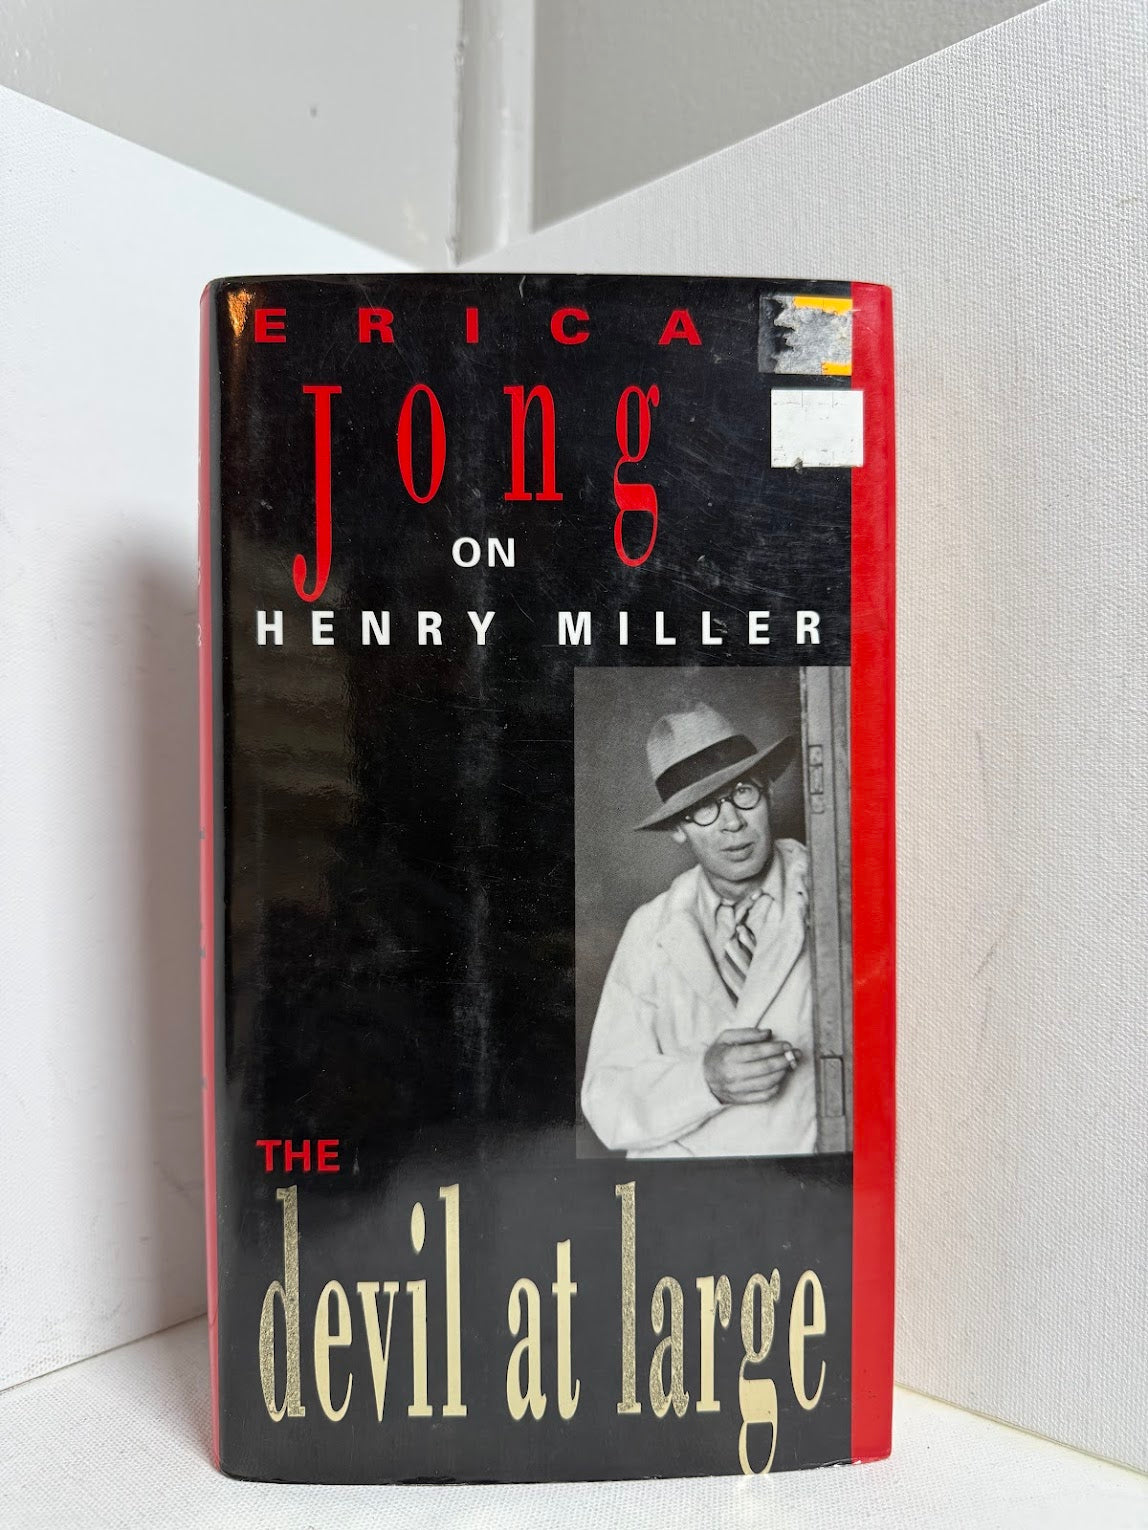 ERICA
Jong
ON
HENRY MILLER
THE
devil at large